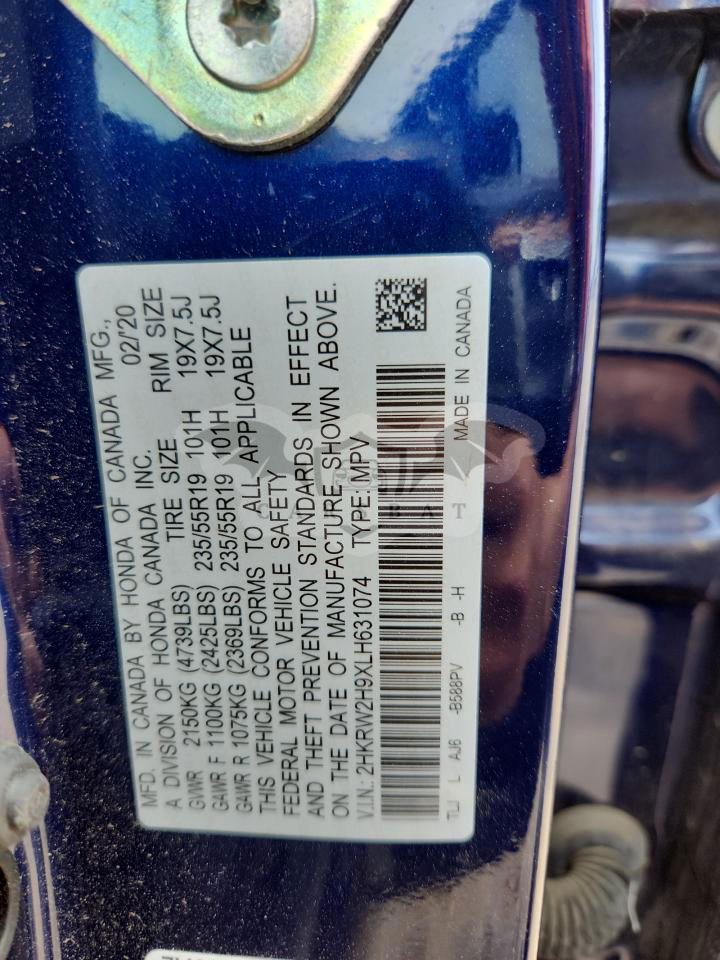 MFD. IN CANADA BY HONDA OF CANADA MFG.,
A DIVISION OF HONDA CANADA INC. 02/'20
TIRE SIZE RIM SIZE
GVWR 2150KG (4739LBS)
GAWR F 1100KG (2425LBS) 235/55R19 101H 19X7.5J
GAWR R 1075KG (2369LBS) 235/55R19 101H 19X7.5J
THIS VEHICLE CONFORMS TO ALL APPLICABLE
FEDERAL MOTOR VEHICLE SAFETY
AND THEFT PREVENTION STANDARDS IN EFFECT
ON THE DATE OF MANUFACTURE SHOWN ABOVE.
V.I.N.: 2HKRW2H9XLH631074 TYPE: MPV
TLI L AJ6 -B588PV -B -H MADE IN CANADA